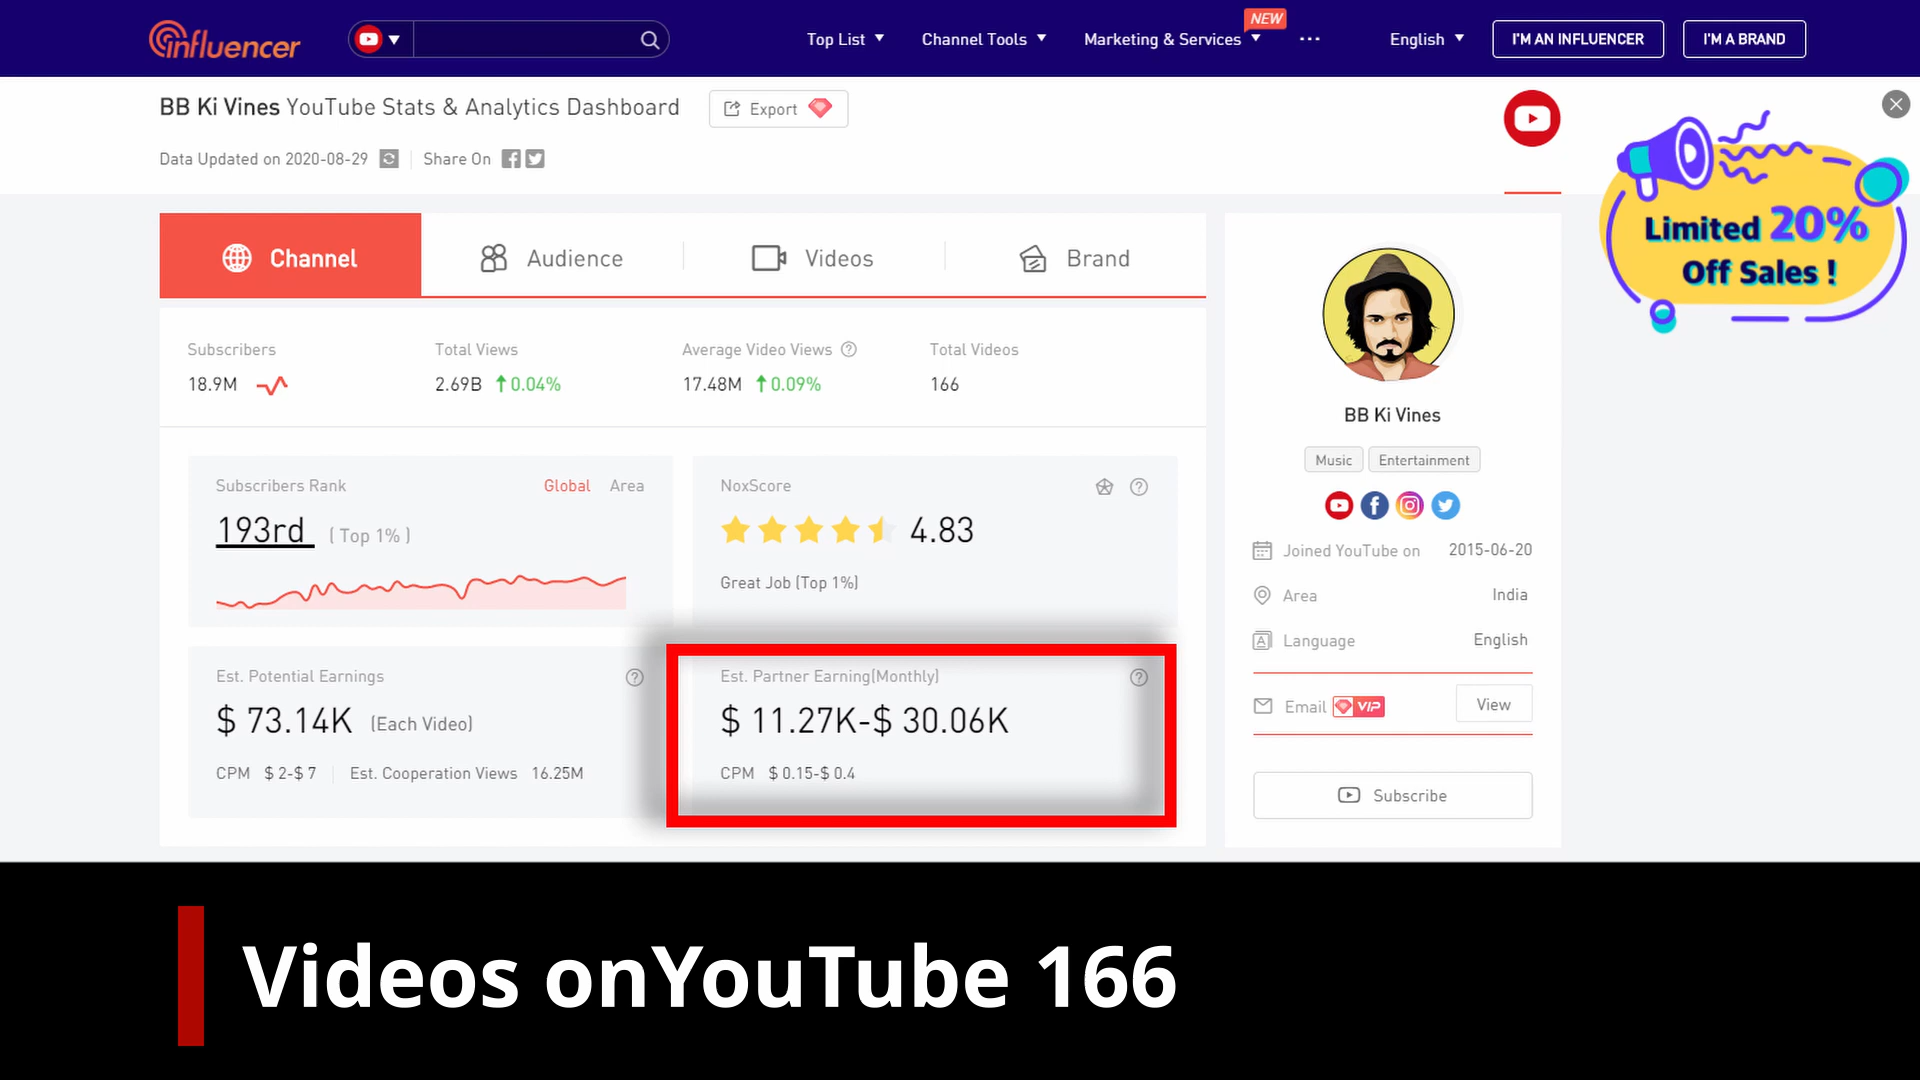 influencer
Top List
Channel Tools
Marketing & Services
NEW
English
I'M AN INFLUENCER
I'M A BRAND
BB Ki Vines YouTube Stats & Analytics Dashboard
Export
Data Updated on 2020-08-29
Share On
Limited 20%
Off Sales !
Channel
Audience
Videos
Brand
Subscribers
18.9M
Total Views
2.69B 0.04%
Average Video Views
17.48M 0.09%
Total Videos
166
Subscribers Rank
Global Area
193rd (Top 1%)
NoxScore
4.83
Great Job (Top 1%)
Est. Potential Earnings
$ 73.14K (Each Video)
CPM $ 2-$ 7 Est. Cooperation Views 16.25M
Est. Partner Earning(Monthly)
$ 11.27K-$ 30.06K
CPM $ 0.15-$ 0.4
BB Ki Vines
Music Entertainment
Joined YouTube on 2015-06-20
Area India
Language English
Email VIP View
Subscribe
Videos onYouTube 166